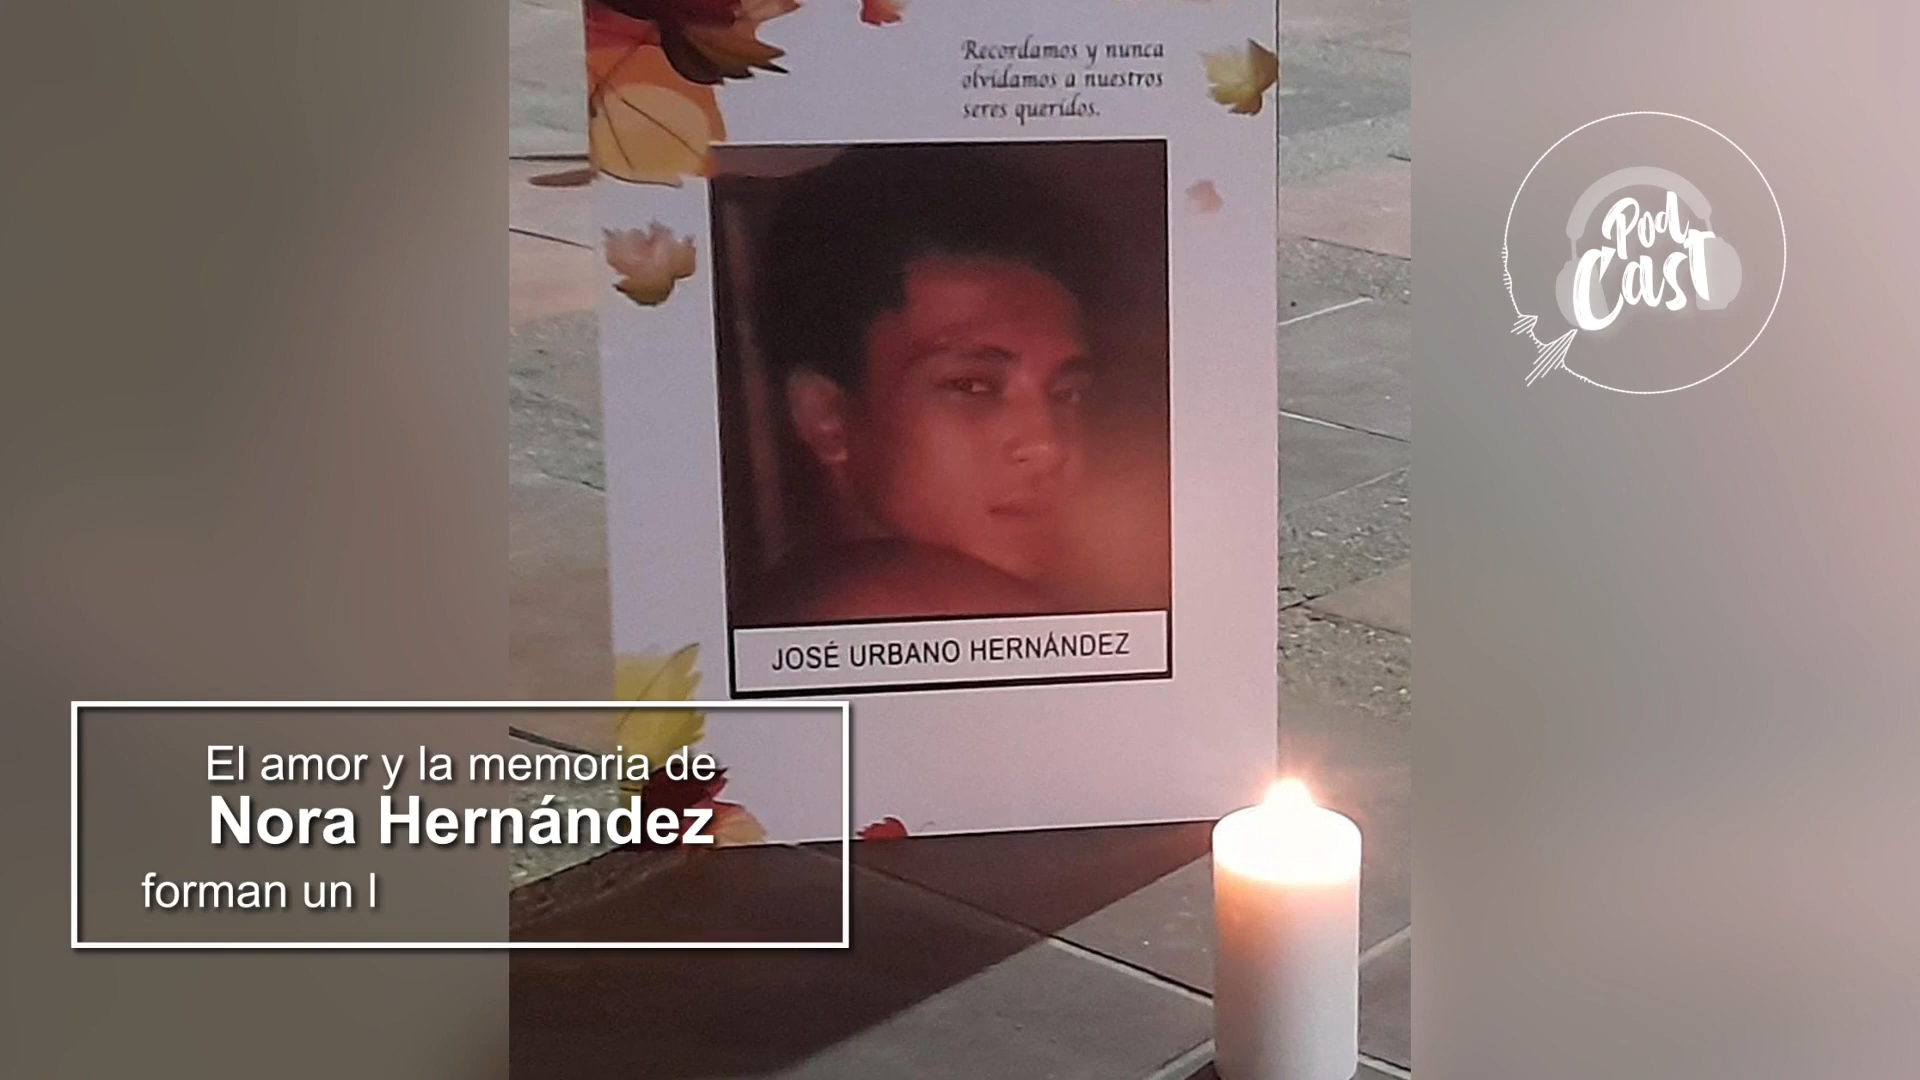 Recordamos y nunca
olvidamos a nuestros
seres queridos.
Pod
Cast
JOSÉ URBANO HERNÁNDEZ
El amor y la memoria de
Nora Hernández
forman un l